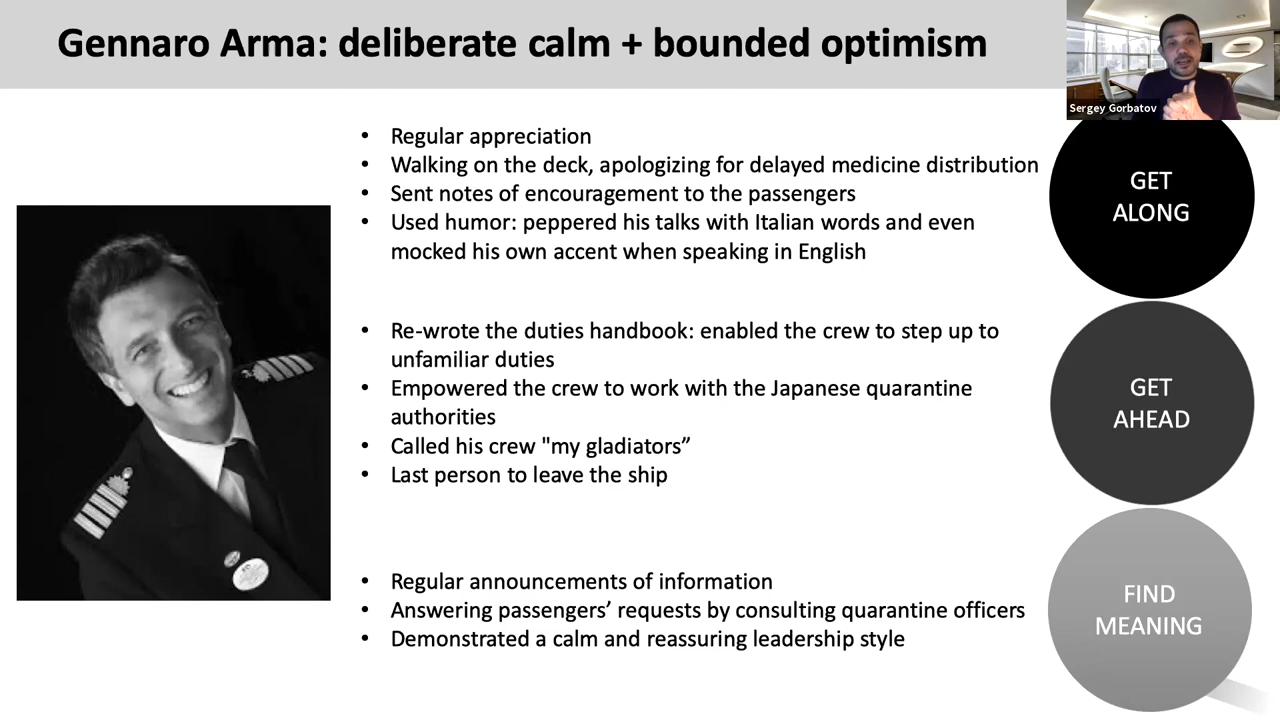 Gennaro Arma: deliberate calm + bounded optimism
Sergey Gorbatov
• Regular appreciation
• Walking on the deck, apologizing for delayed medicine distribution
• Sent notes of encouragement to the passengers
• Used humor: peppered his talks with Italian words and even
mocked his own accent when speaking in English
GET
ALONG
• Re-wrote the duties handbook: enabled the crew to step up to
unfamiliar duties
• Empowered the crew to work with the Japanese quarantine
authorities
• Called his crew "my gladiators”
• Last person to leave the ship
GET
AHEAD
• Regular announcements of information
• Answering passengers’ requests by consulting quarantine officers
• Demonstrated a calm and reassuring leadership style
FIND
MEANING